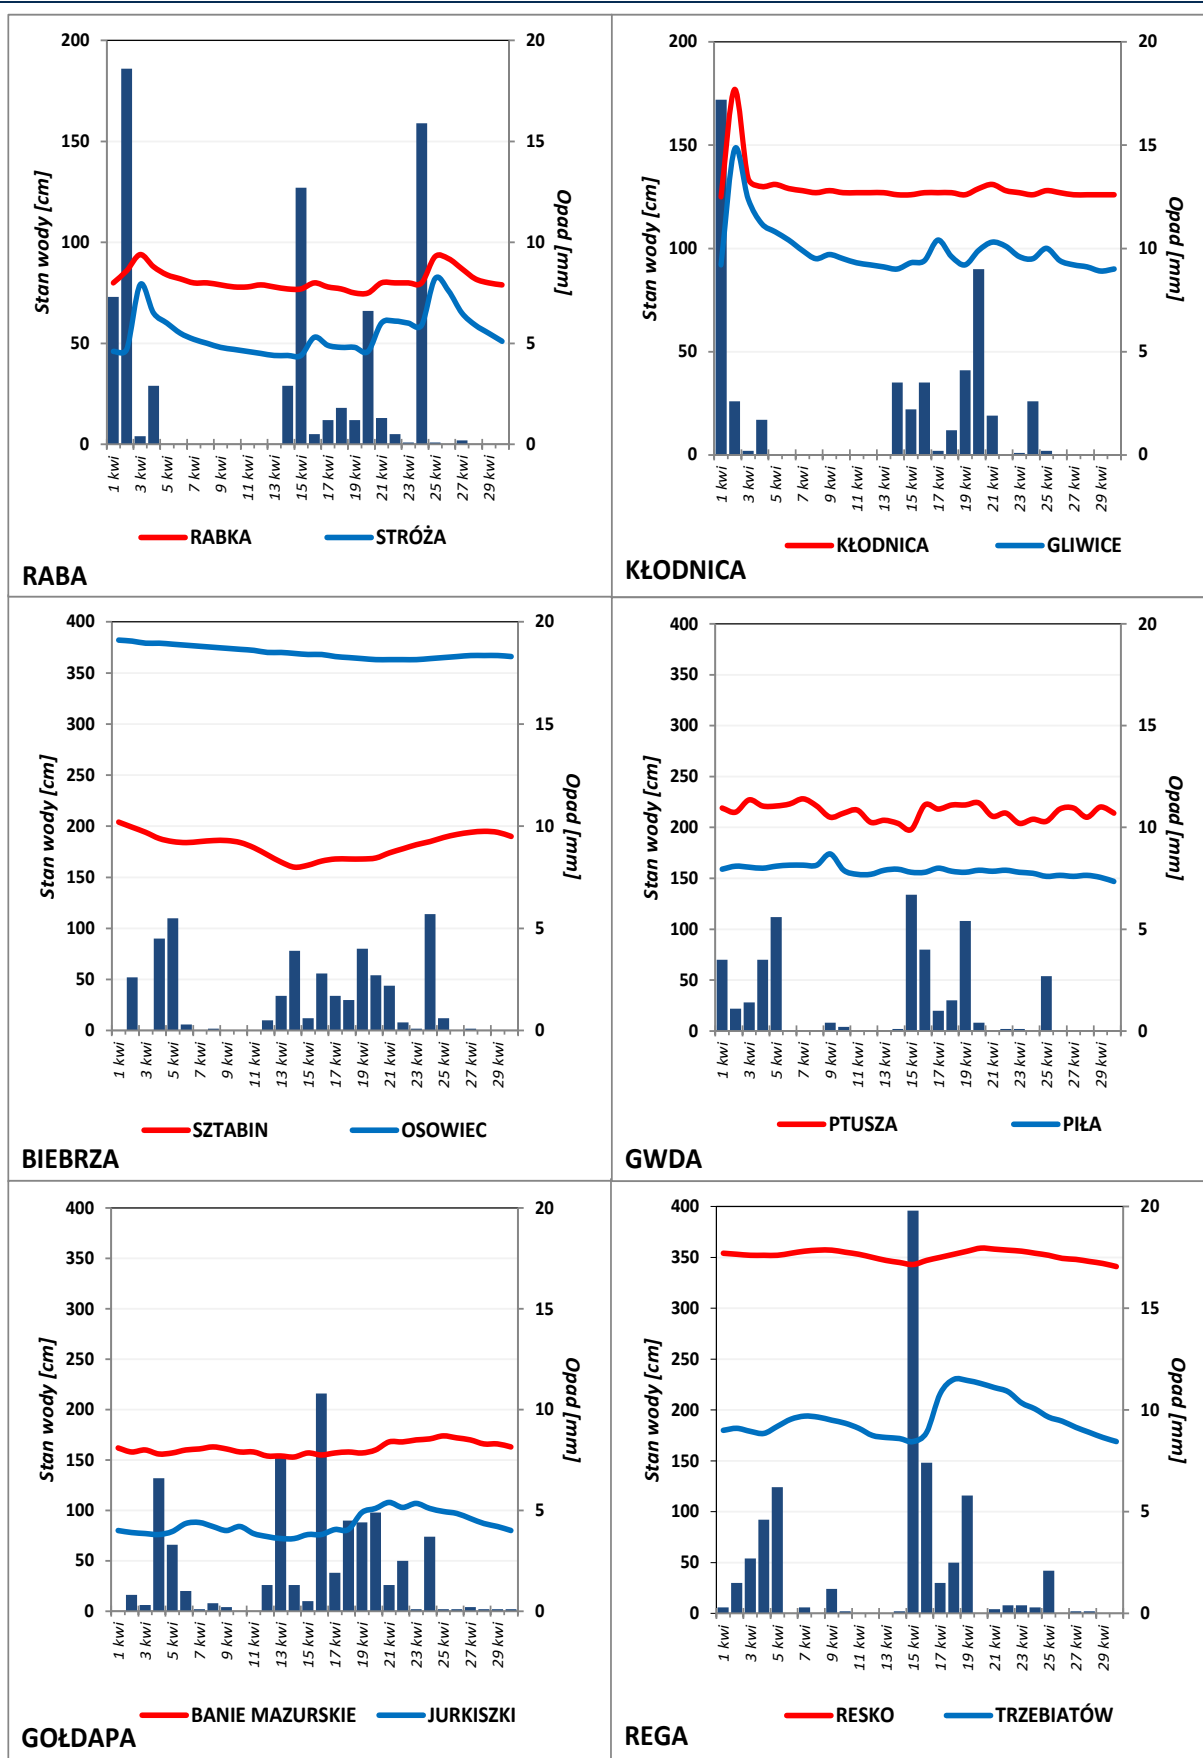 200
150
100
50
0
20
15
10
5
0
Stan wody [cm]
Opad [mm]
1 kwi
3 kwi
5 kwi
7 kwi
9 kwi
11 kwi
13 kwi
15 kwi
17 kwi
19 kwi
21 kwi
23 kwi
25 kwi
27 kwi
29 kwi
RABKA
STRÓŻA
RABA
200
150
100
50
0
20
15
10
5
0
Stan wody [cm]
Opad [mm]
1 kwi
3 kwi
5 kwi
7 kwi
9 kwi
11 kwi
13 kwi
15 kwi
17 kwi
19 kwi
21 kwi
23 kwi
25 kwi
27 kwi
29 kwi
KŁODNICA
GLIWICE
KŁODNICA
400
350
300
250
200
150
100
50
0
20
15
10
5
0
Stan wody [cm]
Opad [mm]
1 kwi
3 kwi
5 kwi
7 kwi
9 kwi
11 kwi
13 kwi
15 kwi
17 kwi
19 kwi
21 kwi
23 kwi
25 kwi
27 kwi
29 kwi
SZTABIN
OSOWIEC
BIEBRZA
400
350
300
250
200
150
100
50
0
20
15
10
5
0
Stan wody [cm]
Opad [mm]
1 kwi
3 kwi
5 kwi
7 kwi
9 kwi
11 kwi
13 kwi
15 kwi
17 kwi
19 kwi
21 kwi
23 kwi
25 kwi
27 kwi
29 kwi
PTUSZA
PIŁA
GWDA
400
350
300
250
200
150
100
50
0
20
15
10
5
0
Stan wody [cm]
Opad [mm]
1 kwi
3 kwi
5 kwi
7 kwi
9 kwi
11 kwi
13 kwi
15 kwi
17 kwi
19 kwi
21 kwi
23 kwi
25 kwi
27 kwi
29 kwi
BANIE MAZURSKIE
JURKISZKI
GOŁDAPA
400
350
300
250
200
150
100
50
0
20
15
10
5
0
Stan wody [cm]
Opad [mm]
1 kwi
3 kwi
5 kwi
7 kwi
9 kwi
11 kwi
13 kwi
15 kwi
17 kwi
19 kwi
21 kwi
23 kwi
25 kwi
27 kwi
29 kwi
RESKO
TRZEBIATÓW
REGA